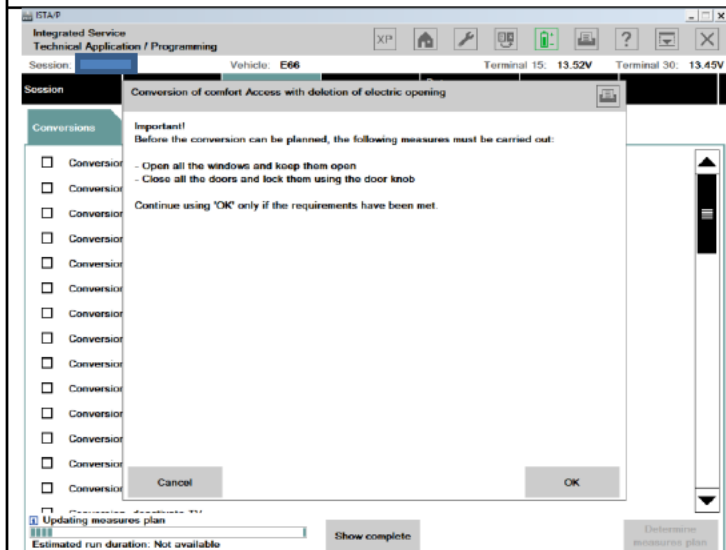 ISTA/P
Integrated Service
Technical Application / Programming
XP
?
Session:
Vehicle: E66
Terminal 15: 13.52V
Terminal 30: 13.45V
Session
Conversions
Conversion of comfort Access with deletion of electric opening
Important!
Before the conversion can be planned, the following measures must be carried out:
- Open all the windows and keep them open
- Close all the doors and lock them using the door knob
Continue using 'OK' only if the requirements have been met.
Conversion
Conversion
Conversion
Conversion
Conversion
Conversion
Conversion
Conversion
Conversion
Conversion
Conversion
Conversion
Conversion
Conversion
Cancel
OK
Updating measures plan
Estimated run duration: Not available
Show complete
Determine
measures plan